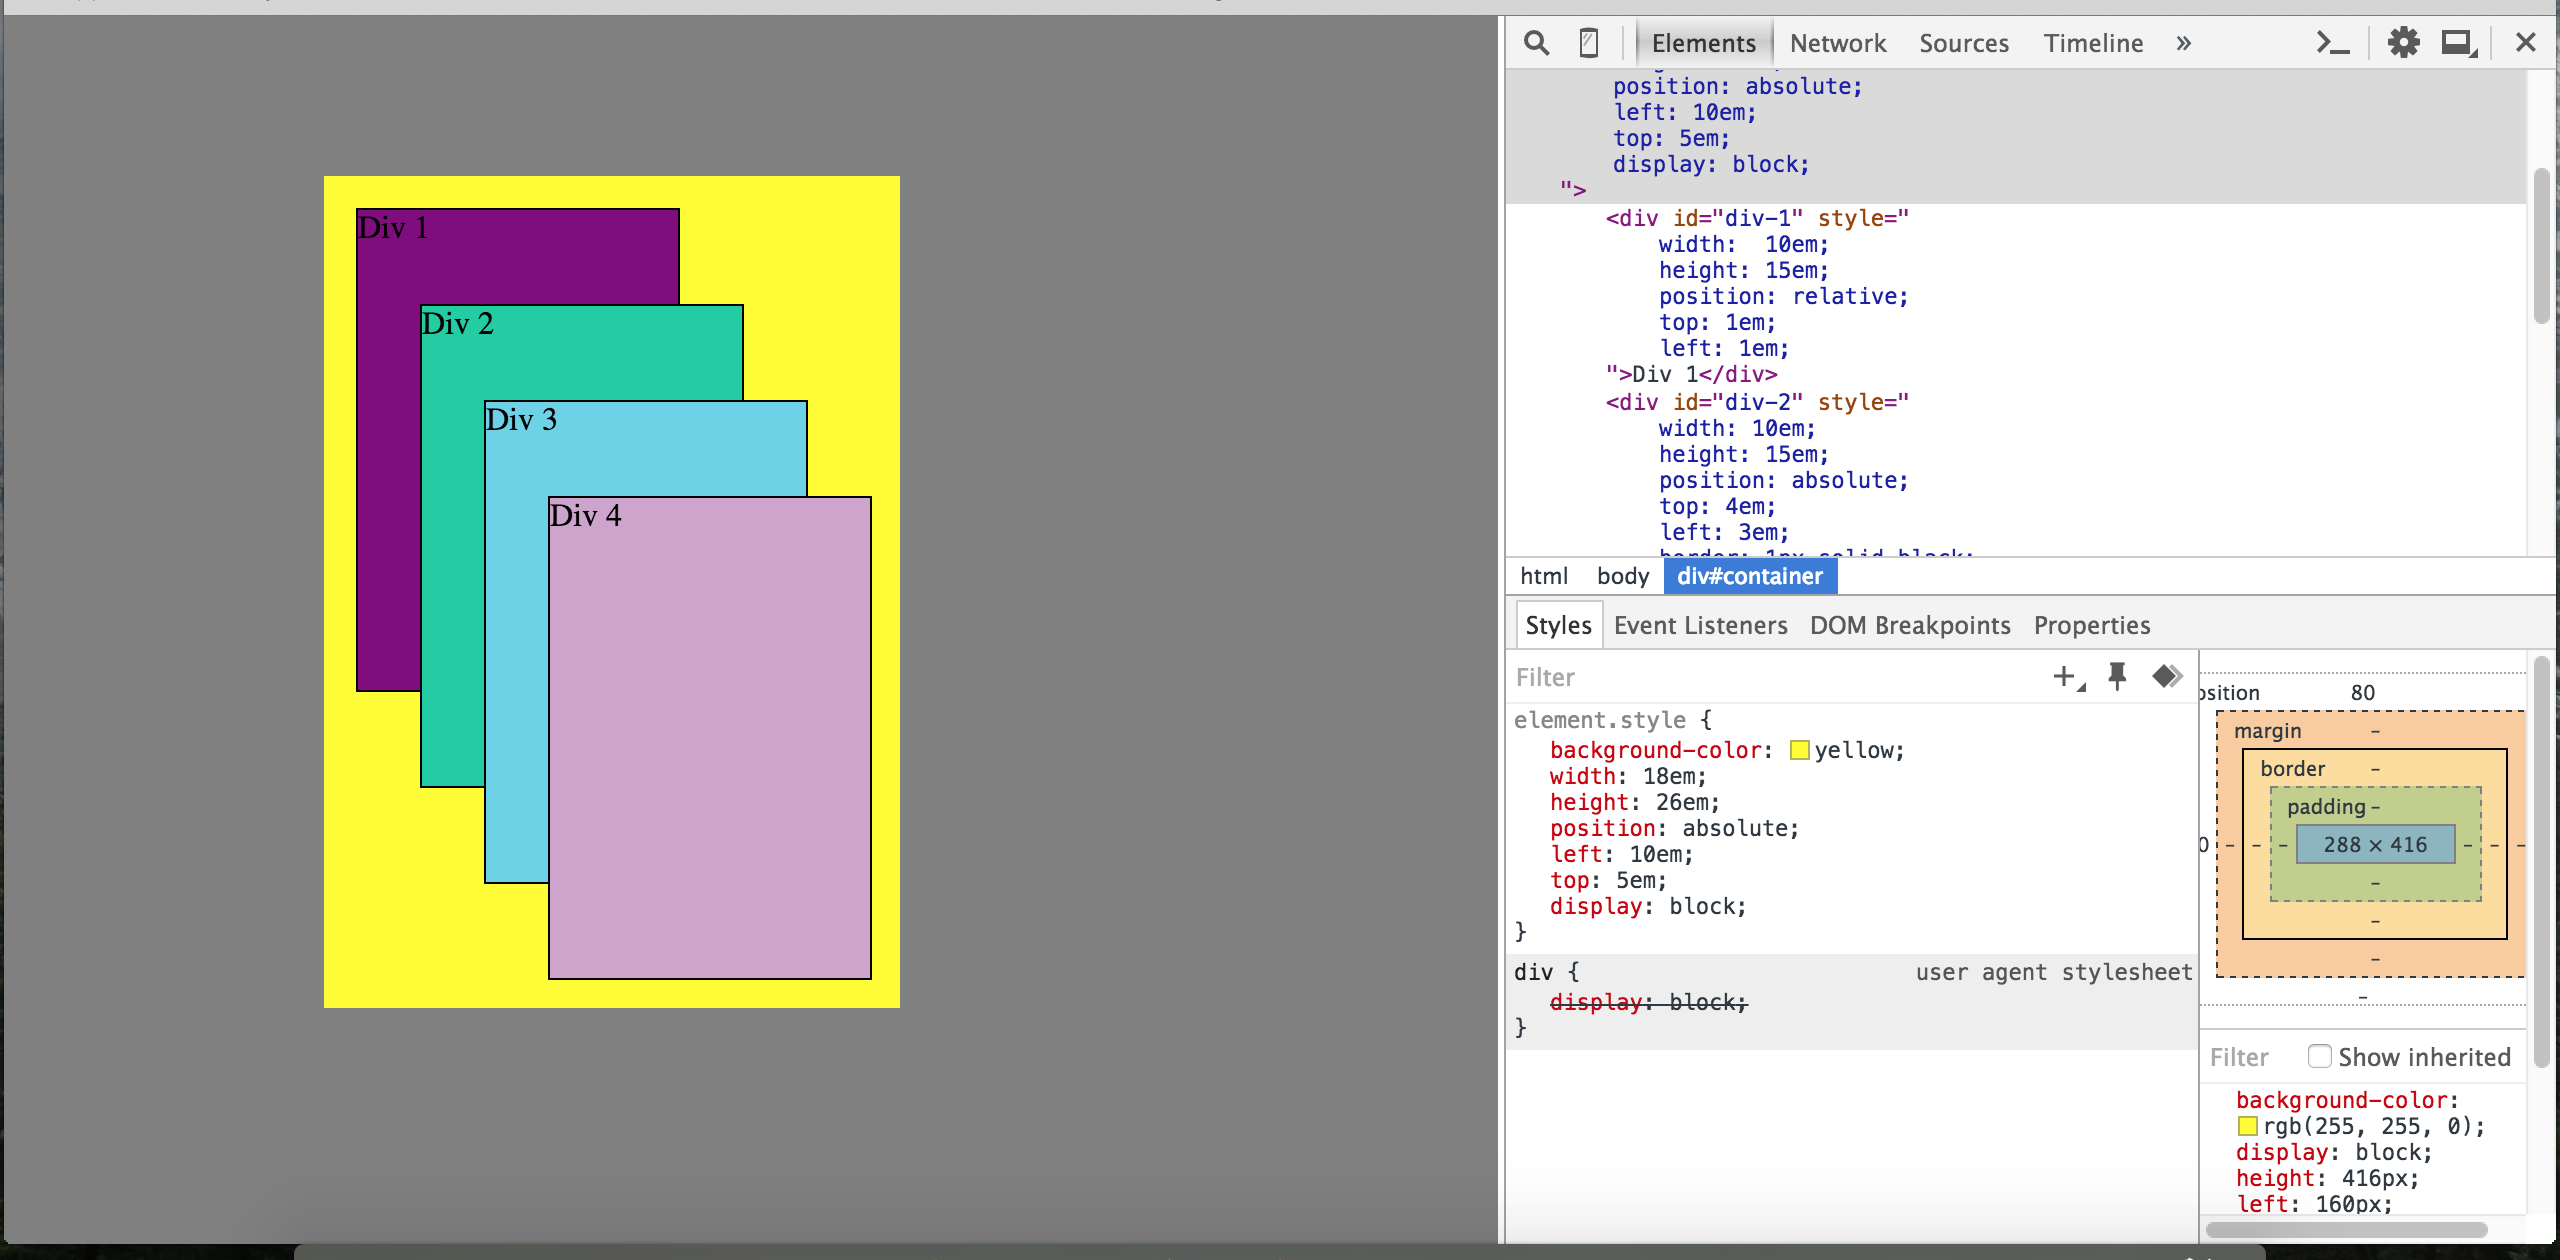 Div 1
Div 2
Div 3
Div 4
Elements Network Sources Timeline »
position: absolute;
left: 10em;
top: 5em;
display: block;
">
<div id="div-1" style="
width:  10em;
height: 15em;
position: relative;
top: 1em;
left: 1em;
">Div 1</div>
<div id="div-2" style="
width: 10em;
height: 15em;
position: absolute;
top: 4em;
left: 3em;
border: 1px solid black;
html body div#container
Styles Event Listeners DOM Breakpoints Properties
Filter
element.style {
background-color: yellow;
width: 18em;
height: 26em;
position: absolute;
left: 10em;
top: 5em;
display: block;
}
div { user agent stylesheet
display: block;
}
osition 80
margin -
border -
padding -
0 - - - 288 × 416 - - -
-
-
-
-
Filter Show inherited
background-color:
rgb(255, 255, 0);
display: block;
height: 416px;
left: 160px;